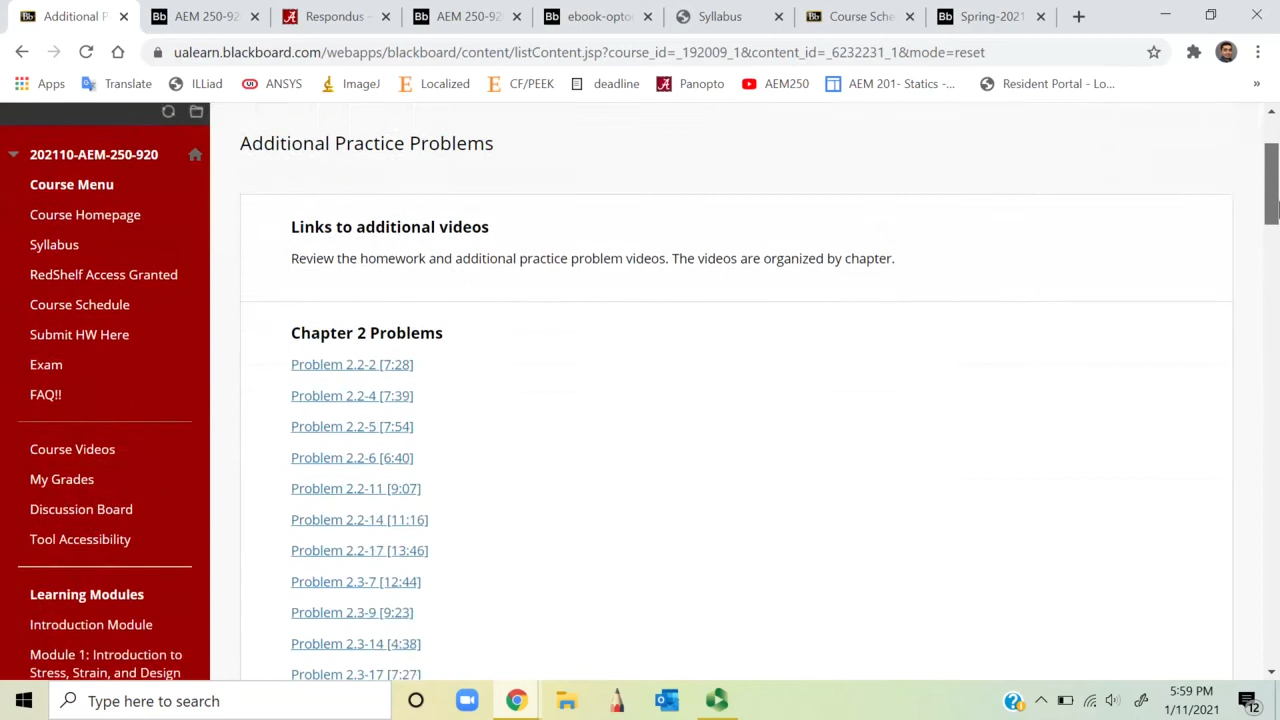 Additional P
AEM 250-92
Respondus -
AEM 250-92
ebook-opto
Syllabus
Course Sche
Spring-2021
ualearn.blackboard.com/webapps/blackboard/content/listContent.jsp?course_id=_192009_1&content_id=_6232231_1&mode=reset
Apps
Translate
ILLiad
ANSYS
ImageJ
Localized
CF/PEEK
deadline
Panopto
AEM250
AEM 201- Statics -...
Resident Portal - Lo...
»
202110-AEM-250-920
Course Menu
Course Homepage
Syllabus
RedShelf Access Granted
Course Schedule
Submit HW Here
Exam
FAQ!!
Course Videos
My Grades
Discussion Board
Tool Accessibility
Learning Modules
Introduction Module
Module 1: Introduction to
Stress, Strain, and Design
Additional Practice Problems
Links to additional videos
Review the homework and additional practice problem videos. The videos are organized by chapter.
Chapter 2 Problems
Problem 2.2-2 [7:28]
Problem 2.2-4 [7:39]
Problem 2.2-5 [7:54]
Problem 2.2-6 [6:40]
Problem 2.2-11 [9:07]
Problem 2.2-14 [11:16]
Problem 2.2-17 [13:46]
Problem 2.3-7 [12:44]
Problem 2.3-9 [9:23]
Problem 2.3-14 [4:38]
Problem 2.3-17 [7:27]
Type here to search
5:59 PM
1/11/2021
12